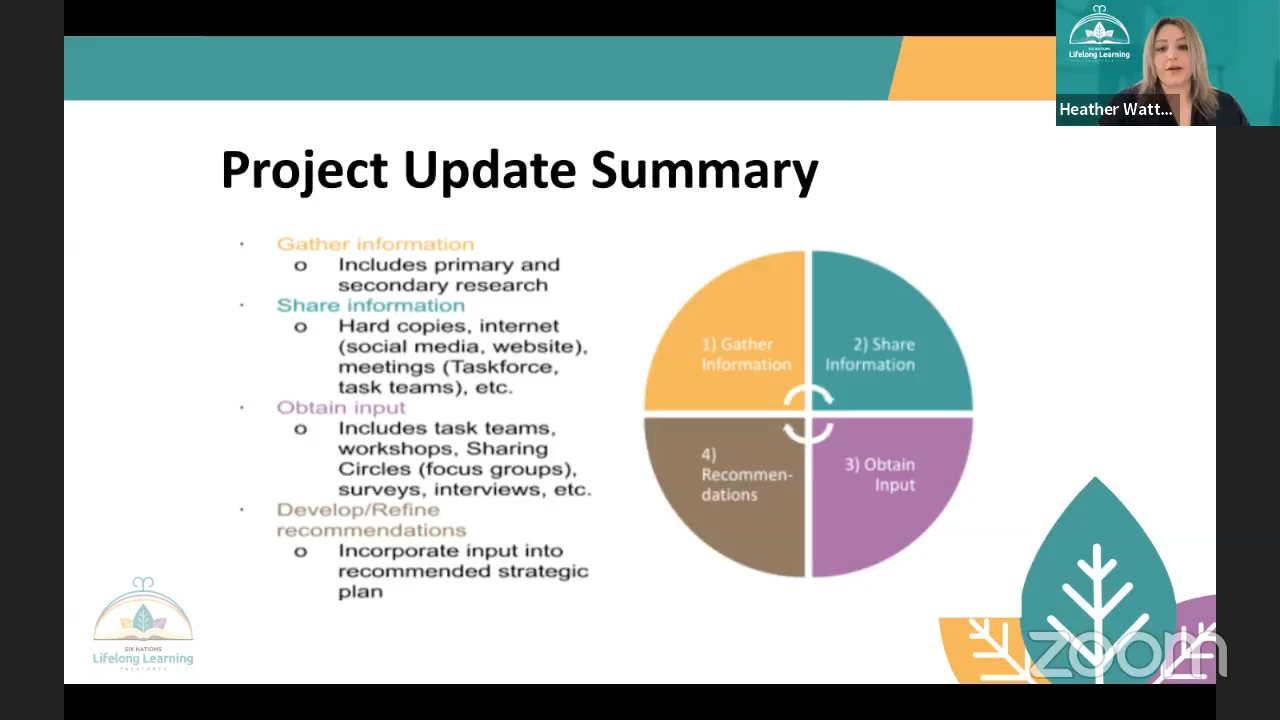 SIX NATIONS
Lifelong Learning
Heather Watt...
Project Update Summary
· Gather information
o Includes primary and
secondary research
· Share information
o Hard copies, internet
(social media, website),
meetings (Taskforce,
task teams), etc.
· Obtain input
o Includes task teams,
workshops, Sharing
Circles (focus groups),
surveys, interviews, etc.
· Develop/Refine
recommendations
o Incorporate input into
recommended strategic
plan
1) Gather
Information
2) Share
Information
3) Obtain
Input
4)
Recommen-
dations
SIX NATIONS
Lifelong Learning
TASKFORCE
zoom